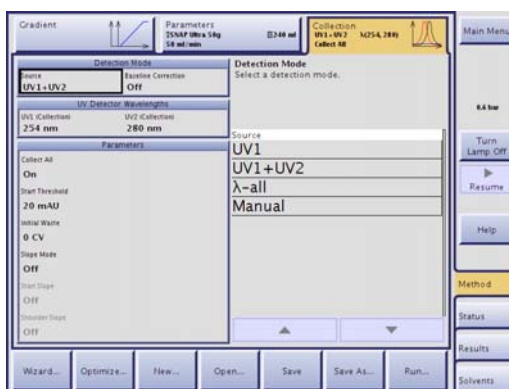 Gradient
Parameters
SNAP Ultra 50g
50 ml/min
240 ml
Collection
UV1+UV2 λ(254, 280)
Collect All
Main Menu
Detection Mode
Source
UV1+UV2
Baseline Correction
Off
UV Detector Wavelengths
UV1 (Collection)
254 nm
UV2 (Collection)
280 nm
Parameters
Collect All
On
Start Threshold
20 mAU
Initial Waste
0 CV
Slope Mode
Off
Start Slope
Off
Shoulder Slope
Off
Detection Mode
Select a detection mode.
Source
UV1
UV1+UV2
λ-all
Manual
0.4 bar
Turn
Lamp Off
Resume
Help
Method
Status
Results
Solvents
Wizard...
Optimize...
New...
Open...
Save
Save As...
Run...